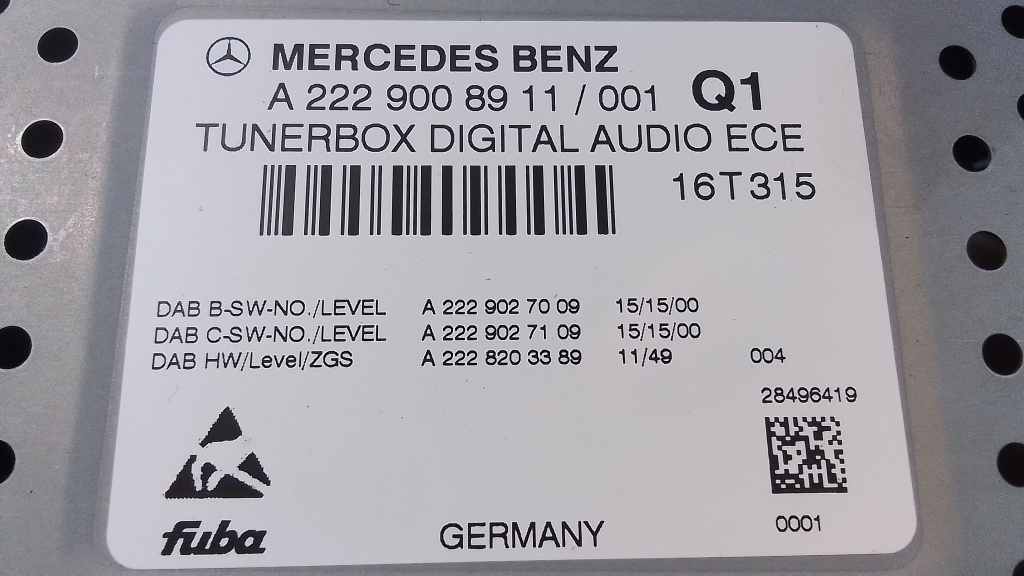 MERCEDES BENZ
A 222 900 89 11 / 001 Q1
TUNERBOX DIGITAL AUDIO ECE
16T315
DAB B-SW-NO./LEVEL A 222 902 70 09 15/15/00
DAB C-SW-NO./LEVEL A 222 902 71 09 15/15/00
DAB HW/Level/ZGS A 222 820 33 89 11/49 004
28496419
fuba
GERMANY
0001